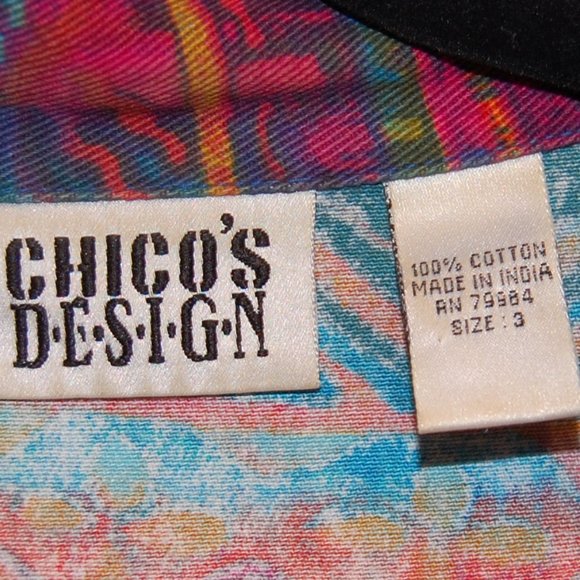 CHICO'S
D·E·S·I·G·N
100% COTTON
MADE IN INDIA
RN 79984
SIZE : 3